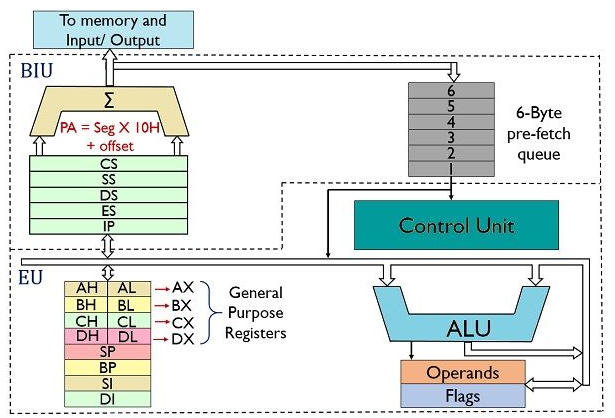 To memory and
Input/ Output
BIU
Σ
PA = Seg X 10H
+ offset
CS
SS
DS
ES
IP
6
5
4
3
2
1
6-Byte
pre-fetch
queue
Control Unit
EU
AH AL AX
BH BL BX
CH CL CX
DH DL DX
SP
BP
SI
DI
General
Purpose
Registers
ALU
Operands
Flags